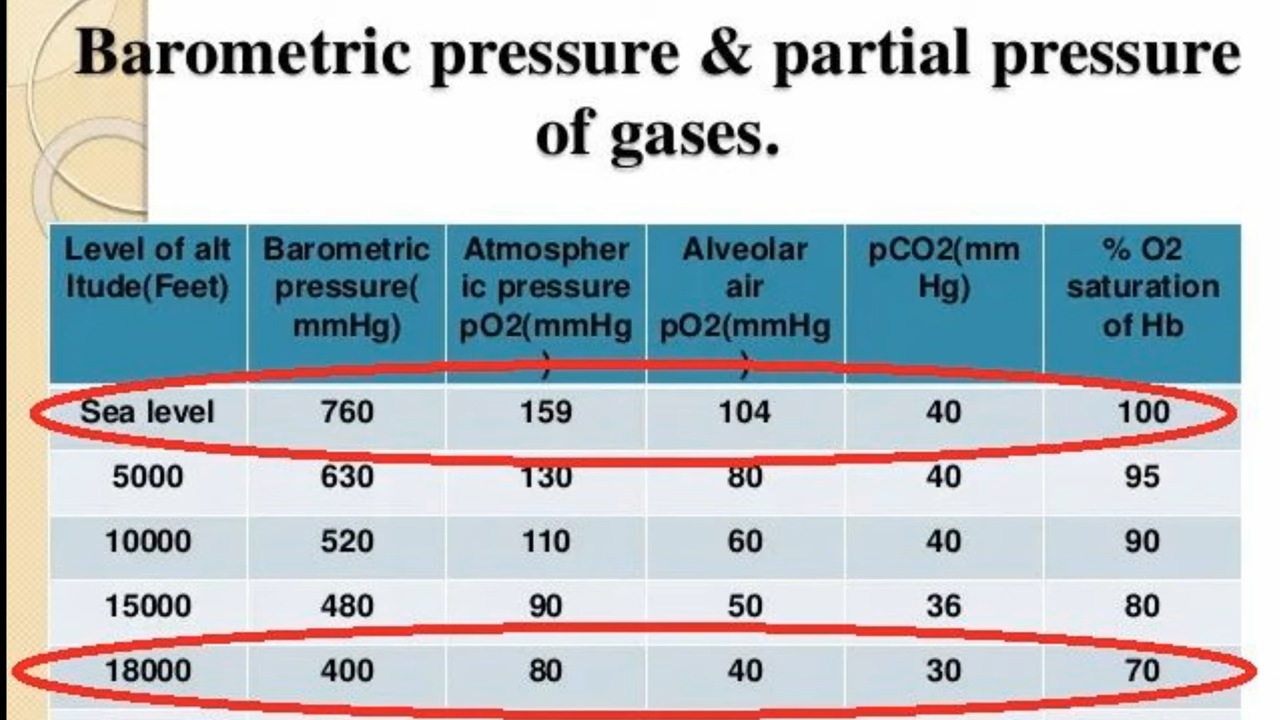 Barometric pressure & partial pressure
of gases.
Level of alt Barometric Atmospher Alveolar pCO2(mm % O2
Itude(Feet) pressure( ic pressure air Hg) saturation
mmHg) pO2(mmHg pO2(mmHg of Hb
) )
Sea level 760 159 104 40 100
5000 630 130 80 40 95
10000 520 110 60 40 90
15000 480 90 50 36 80
18000 400 80 40 30 70